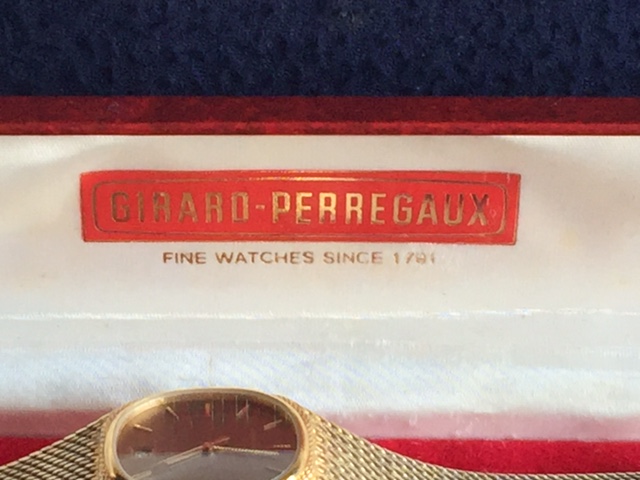 GIRARD-PERREGAUX
FINE WATCHES SINCE 1791